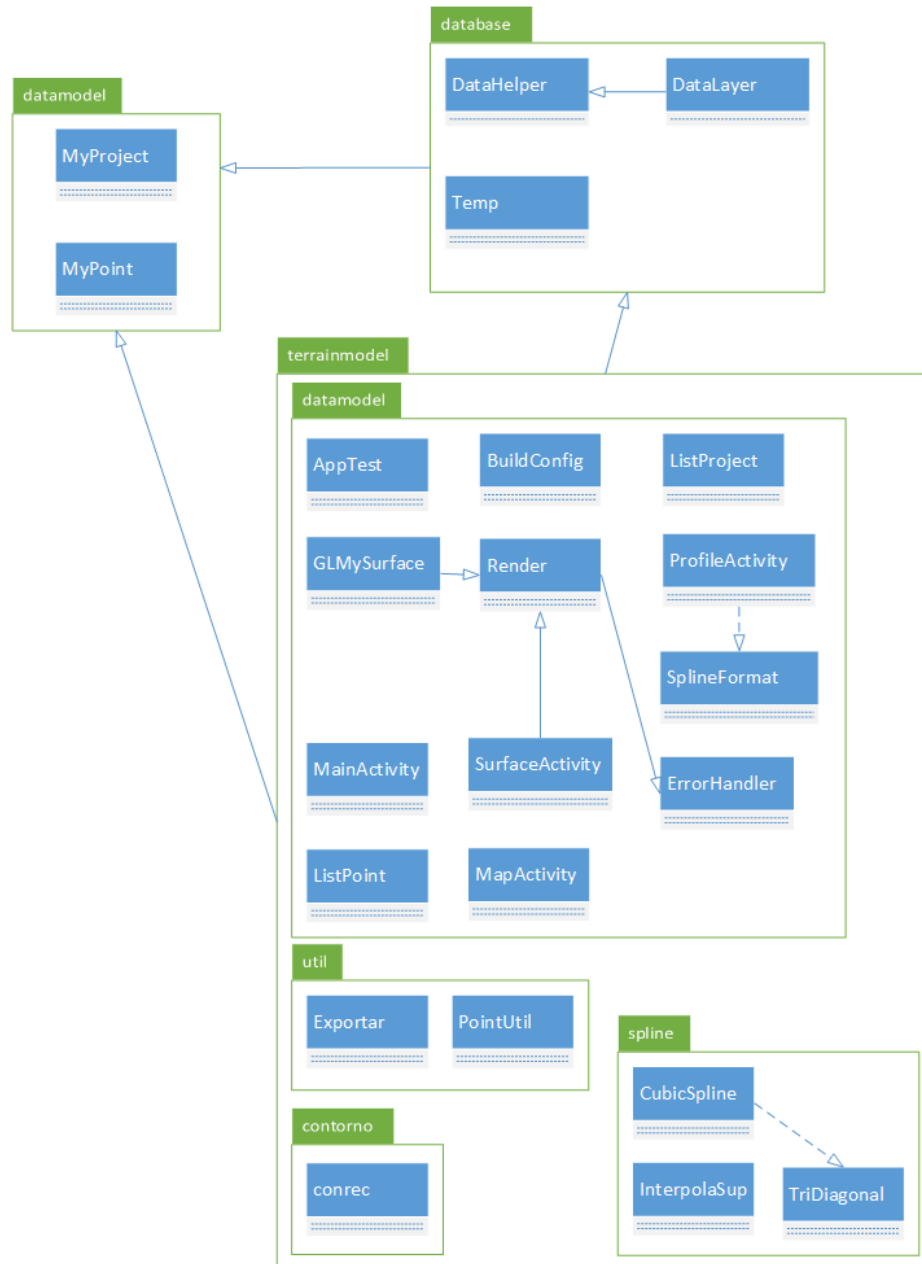 database
DataHelper
DataLayer
Temp
datamodel
MyProject
MyPoint
terrainmodel
datamodel
AppTest
BuildConfig
ListProject
GLMySurface
Render
ProfileActivity
SplineFormat
MainActivity
SurfaceActivity
ErrorHandler
ListPoint
MapActivity
util
Exportar
PointUtil
spline
CubicSpline
InterpolaSup
TriDiagonal
contorno
conrec